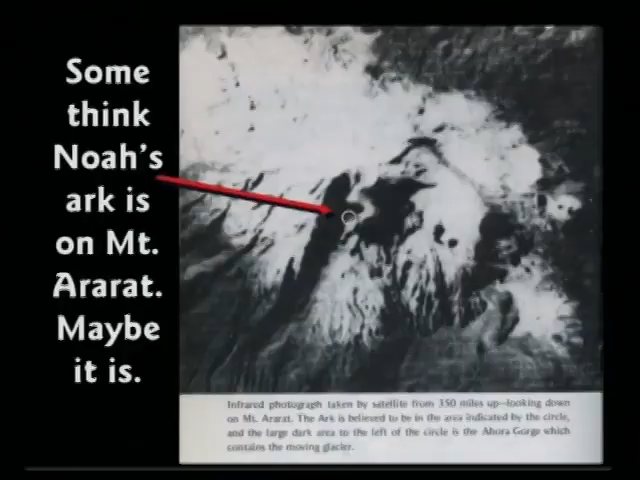 Some
think
Noah's
ark is
on Mt.
Ararat.
Maybe
it is.
Infrared photograph taken by satellite from 350 miles up—looking down
on Mt. Ararat. The Ark is believed to be in the area indicated by the circle,
and the large dark area to the left of the circle is the Ahora Gorge which
contains the moving glacier.